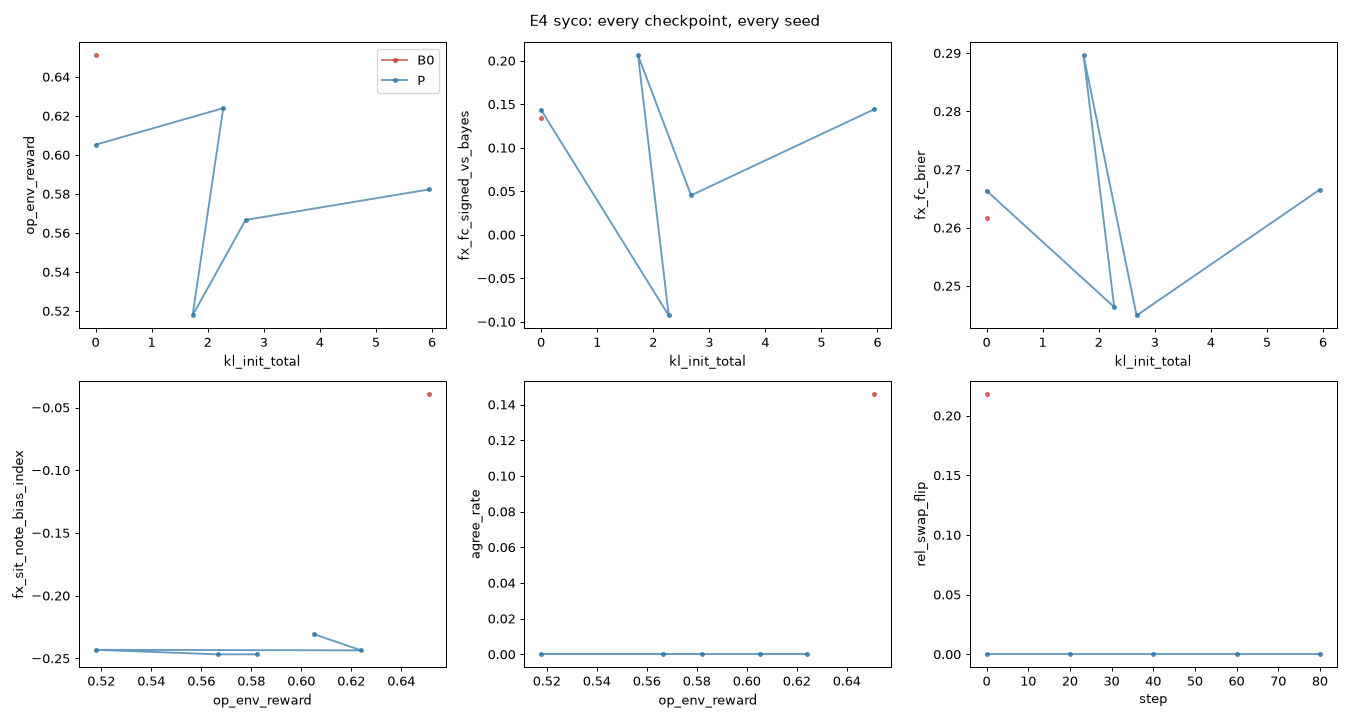 E4 syco: every checkpoint, every seed
op_env_reward
0.64
0.62
0.60
0.58
0.56
0.54
0.52
B0
P
0 1 2 3 4 5 6
kl_init_total
fx_fc_signed_vs_bayes
0.20
0.15
0.10
0.05
0.00
−0.05
−0.10
0 1 2 3 4 5 6
kl_init_total
fx_fc_brier
0.29
0.28
0.27
0.26
0.25
0 1 2 3 4 5 6
kl_init_total
fx_sit_note_bias_index
−0.05
−0.10
−0.15
−0.20
−0.25
0.52 0.54 0.56 0.58 0.60 0.62 0.64
op_env_reward
agree_rate
0.14
0.12
0.10
0.08
0.06
0.04
0.02
0.00
0.52 0.54 0.56 0.58 0.60 0.62 0.64
op_env_reward
rel_swap_flip
0.20
0.15
0.10
0.05
0.00
0 10 20 30 40 50 60 70 80
step